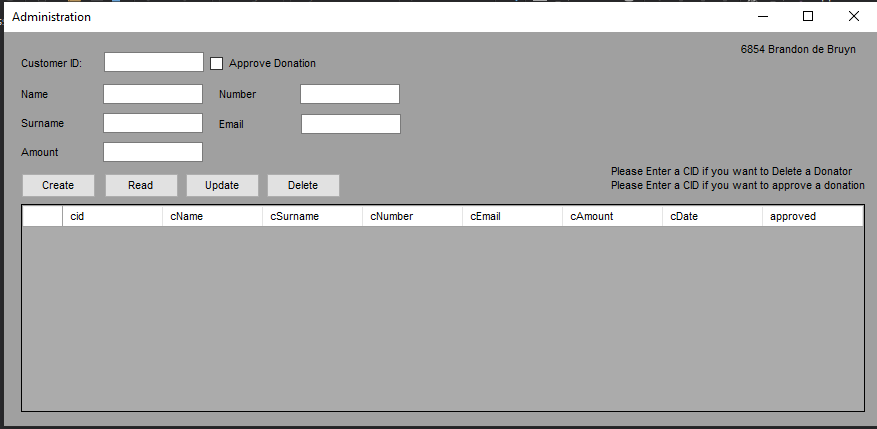 Administration
6854 Brandon de Bruyn
Customer ID:
Approve Donation
Name
Number
Surname
Email
Amount
Please Enter a CID if you want to Delete a Donator
Please Enter a CID if you want to approve a donation
Create Read Update Delete
cid cName cSurname cNumber cEmail cAmount cDate approved